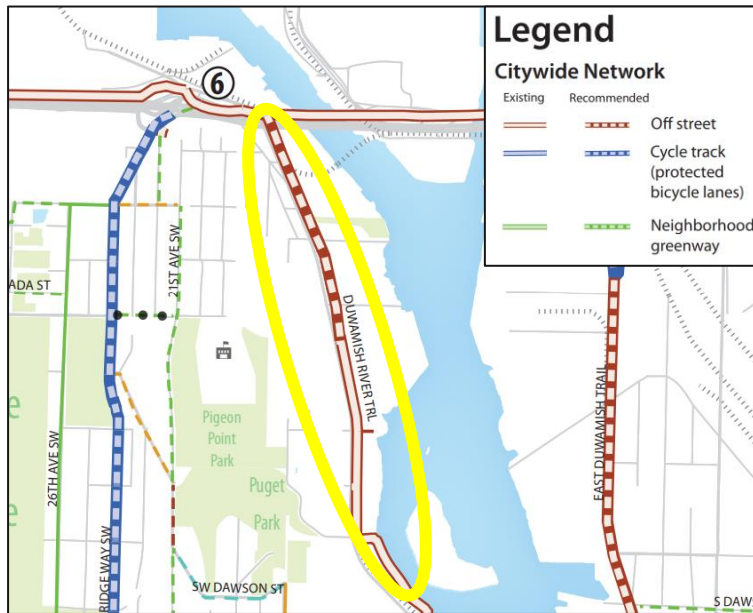 Legend
Citywide Network
Existing
Recommended
Off street
Cycle track
(protected
bicycle lanes)
Neighborhood
greenway
6
21ST AVE SW
ADA ST
DUWAMISH RIVER TRL
Pigeon
Point
Park
Puget
Park
26TH AVE SW
RIDGE WAY SW
SW DAWSON ST
EAST DUWAMISH TRAIL
S DAW